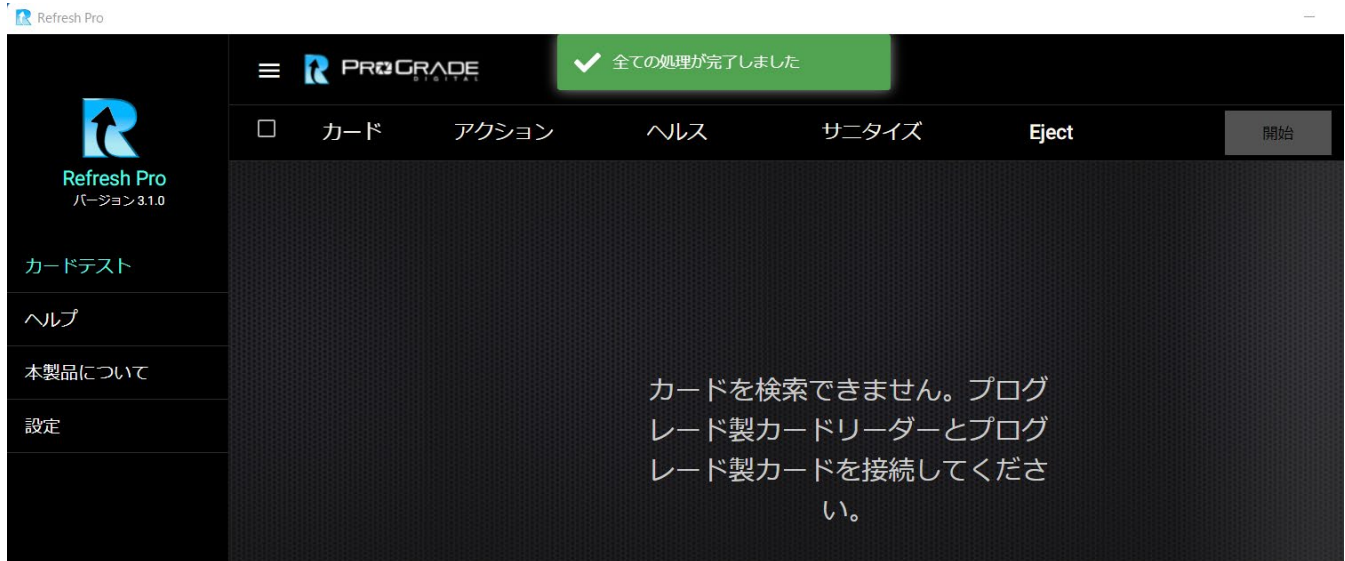 Refresh Pro
PROGRADE
DIGITAL
全ての処理が完了しました
カード アクション ヘルス サニタイズ Eject 開始
Refresh Pro
バージョン 3.1.0
カードテスト
ヘルプ
本製品について
設定
カードを検索できません。プログ
レード製カードリーダーとプログ
レード製カードを接続してくださ
い。